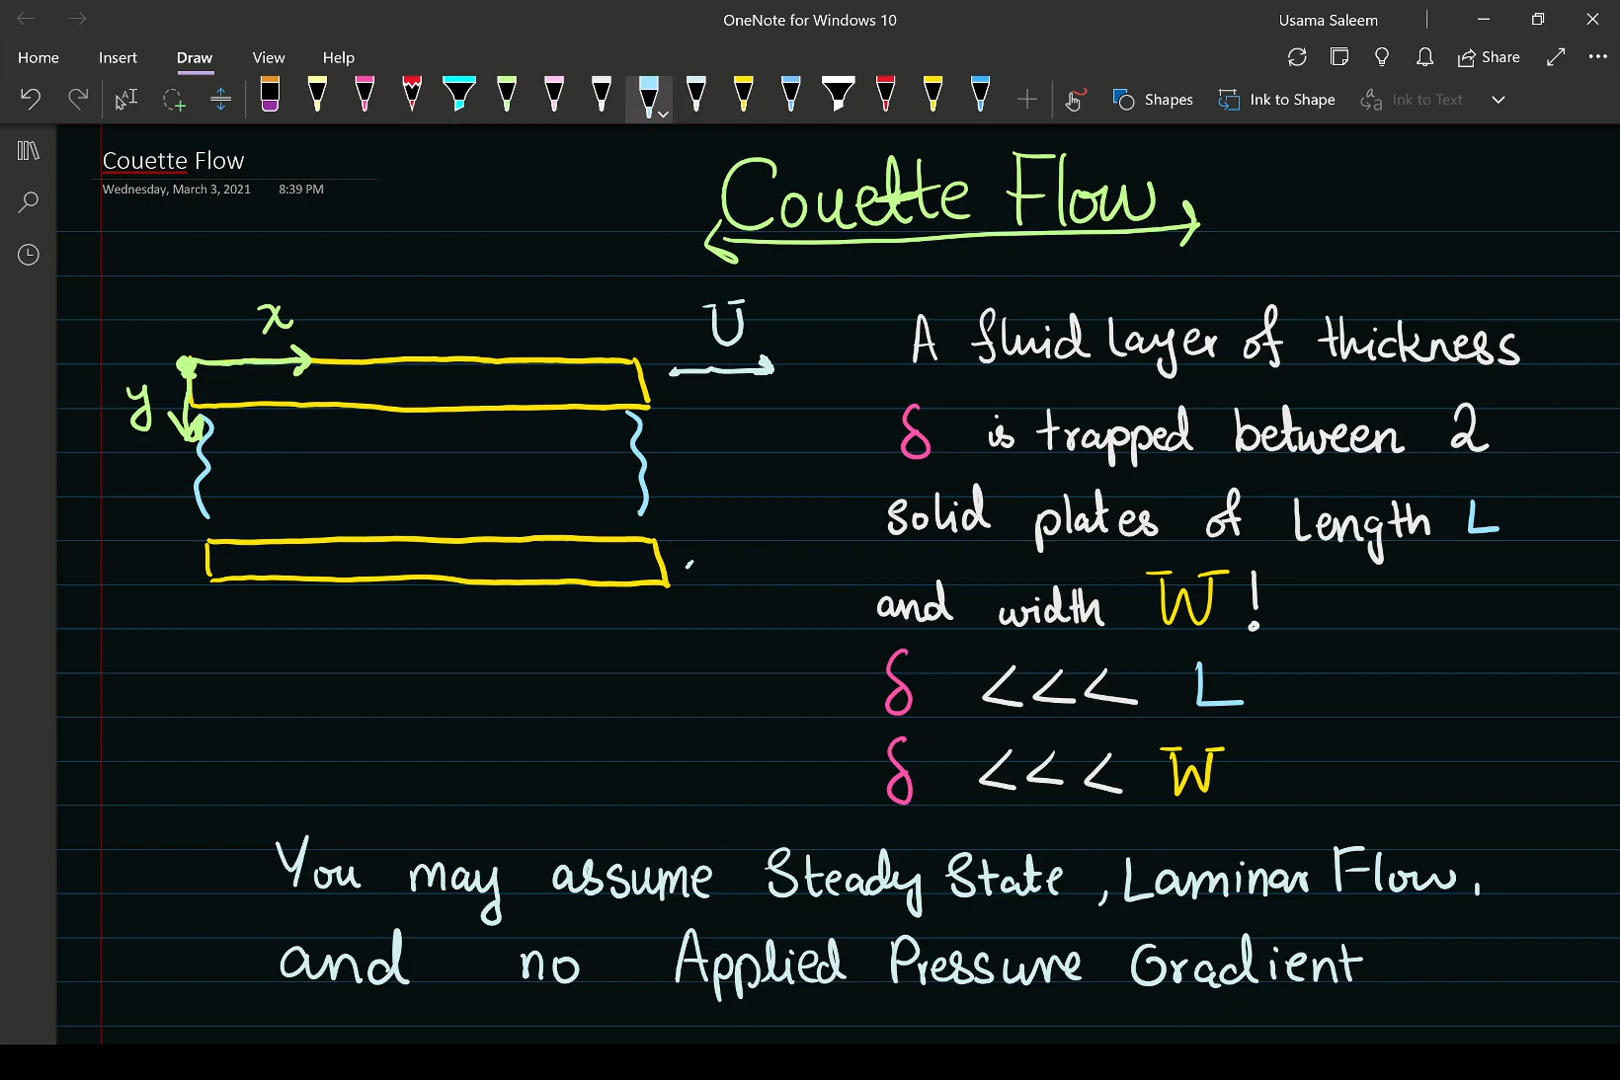 OneNote for Windows 10
Usama Saleem
Home Insert Draw View Help
Share
Shapes Ink to Shape Ink to Text
Couette Flow
Wednesday, March 3, 2021 8:39 PM
Couette Flow
x
U
y
A fluid layer of thickness
δ is trapped between 2
solid plates of length L
and width W !
δ <<< L
δ <<< W
You may assume Steady State, Laminar Flow,
and no Applied Pressure Gradient